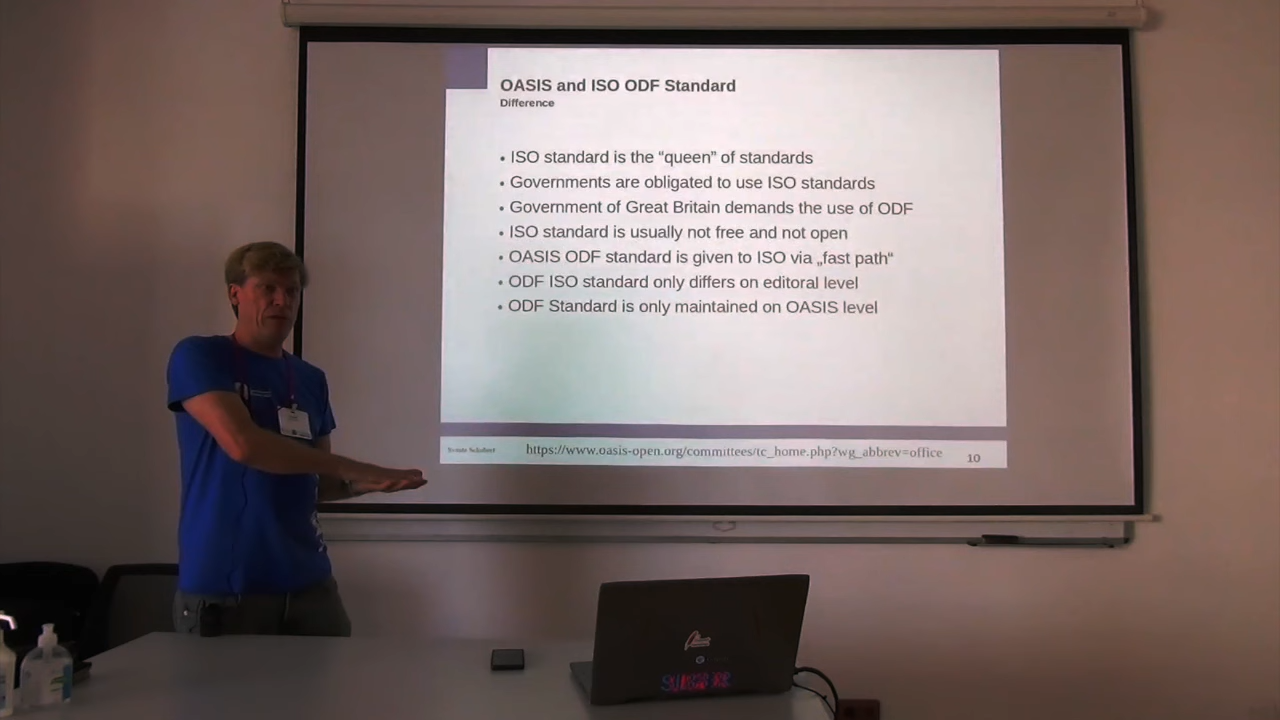 OASIS and ISO ODF Standard
Difference
• ISO standard is the “queen” of standards
• Governments are obligated to use ISO standards
• Government of Great Britain demands the use of ODF
• ISO standard is usually not free and not open
• OASIS ODF standard is given to ISO via „fast path“
• ODF ISO standard only differs on editoral level
• ODF Standard is only maintained on OASIS level
https://www.oasis-open.org/committees/tc_home.php?wg_abbrev=office
10